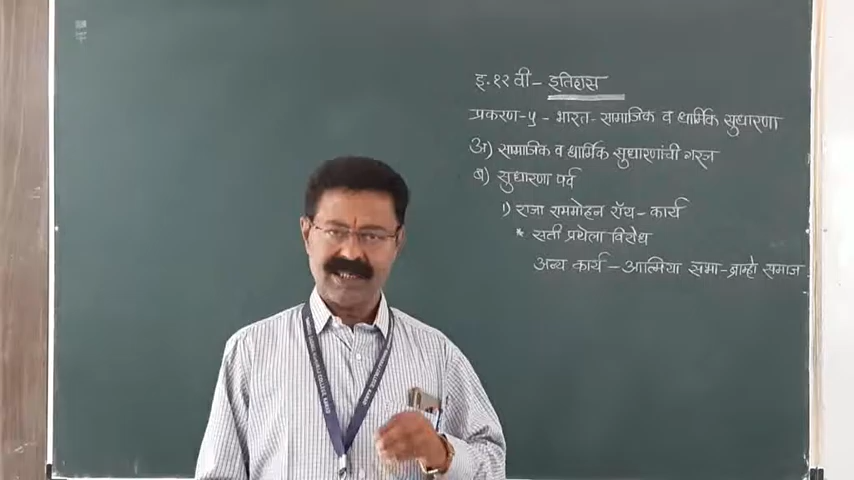 इ.१२ वी - इतिहास
प्रकरण-५ - भारत- सामाजिक व धार्मिक सुधारणा
अ) सामाजिक व धार्मिक सुधारणांची गरज
ब) सुधारणा पर्व
१) राजा राममोहन रॉय - कार्य
* सती प्रथेला विरोध
अन्य कार्य - आत्मिया सभा - ब्राम्हो समाज